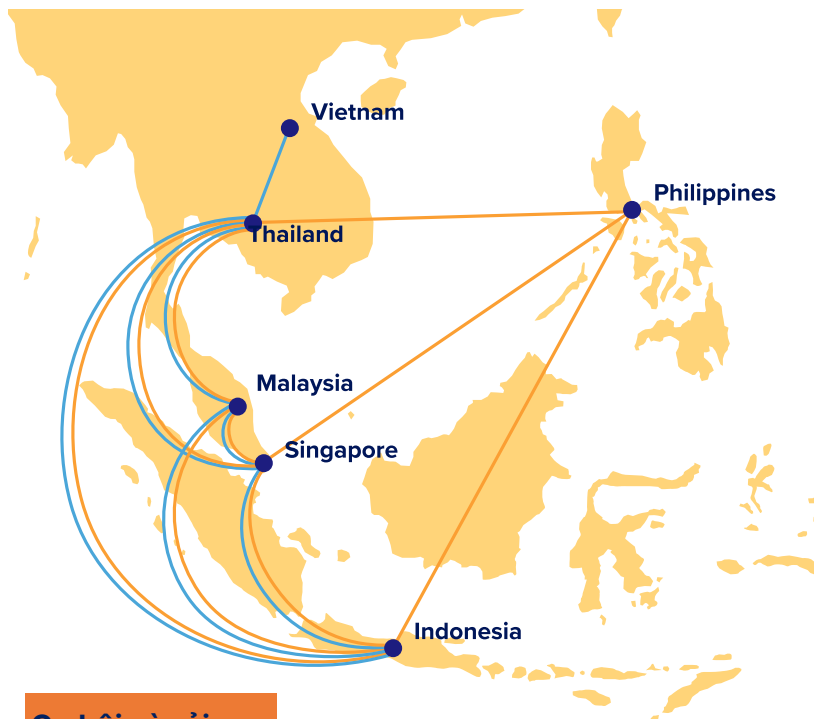 Vietnam
Philippines
Thailand
Malaysia
Singapore
Indonesia